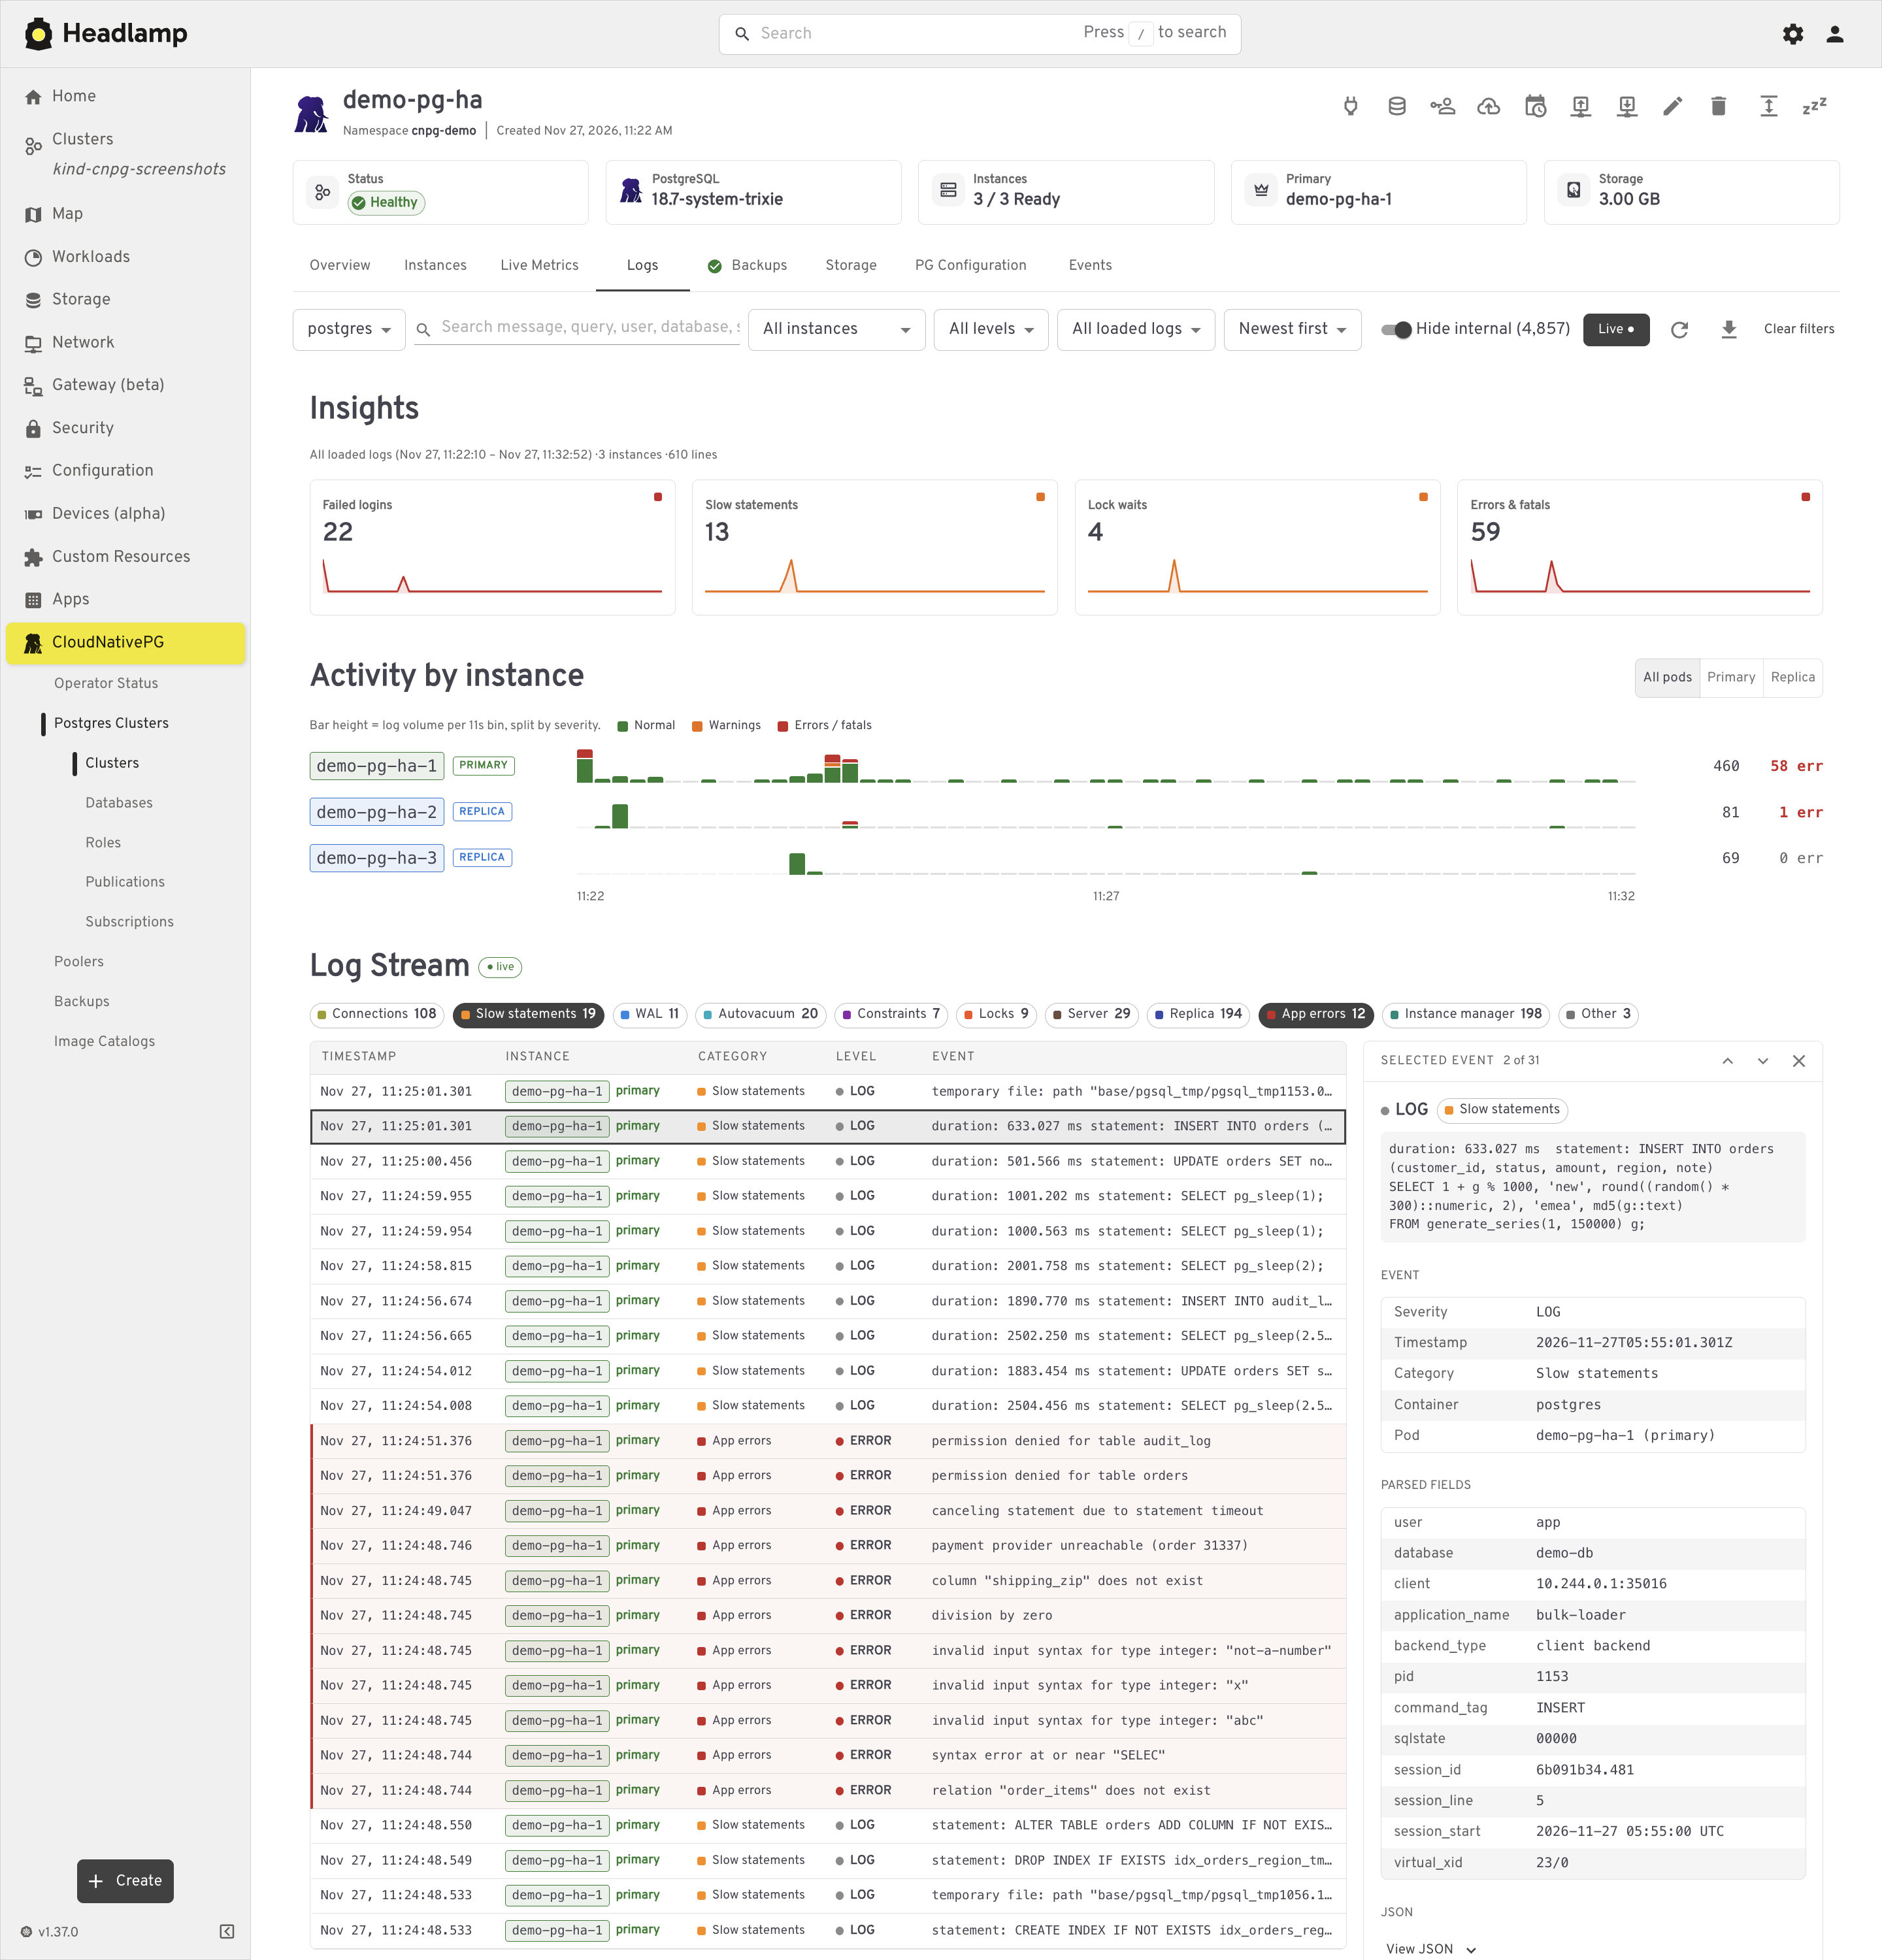 Headlamp
Search
Press / to search
Home
Clusters
kind-cnpg-screenshots
Map
Workloads
Storage
Network
Gateway (beta)
Security
Configuration
Devices (alpha)
Custom Resources
Apps
CloudNativePG
Operator Status
Postgres Clusters
Clusters
Databases
Roles
Publications
Subscriptions
Poolers
Backups
Image Catalogs
Create
v1.37.0
demo-pg-ha
Namespace cnpg-demo | Created Nov 27, 2026, 11:22 AM
zzz
Status
Healthy
PostgreSQL
18.7-system-trixie
Instances
3 / 3 Ready
Primary
demo-pg-ha-1
Storage
3.00 GB
Overview Instances Live Metrics Logs Backups Storage PG Configuration Events
postgres Search message, query, user, database, s All instances All levels All loaded logs Newest first Hide internal (4,857) Live • Clear filters
Insights
All loaded logs (Nov 27, 11:22:10 – Nov 27, 11:32:52) ·3 instances ·610 lines
Failed logins
22
Slow statements
13
Lock waits
4
Errors & fatals
59
Activity by instance
All pods Primary Replica
Bar height = log volume per 11s bin, split by severity. Normal Warnings Errors / fatals
demo-pg-ha-1 PRIMARY 460 58 err
demo-pg-ha-2 REPLICA 81 1 err
demo-pg-ha-3 REPLICA 69 0 err
11:22 11:27 11:32
Log Stream • live
Connections 108 Slow statements 19 WAL 11 Autovacuum 20 Constraints 7 Locks 9 Server 29 Replica 194 App errors 12 Instance manager 198 Other 3
TIMESTAMP INSTANCE CATEGORY LEVEL EVENT
Nov 27, 11:25:01.301 demo-pg-ha-1 primary Slow statements LOG temporary file: path "base/pgsql_tmp/pgsql_tmp1153.0…
Nov 27, 11:25:01.301 demo-pg-ha-1 primary Slow statements LOG duration: 633.027 ms statement: INSERT INTO orders (…
Nov 27, 11:25:00.456 demo-pg-ha-1 primary Slow statements LOG duration: 501.566 ms statement: UPDATE orders SET no…
Nov 27, 11:24:59.955 demo-pg-ha-1 primary Slow statements LOG duration: 1001.202 ms statement: SELECT pg_sleep(1);
Nov 27, 11:24:59.954 demo-pg-ha-1 primary Slow statements LOG duration: 1000.563 ms statement: SELECT pg_sleep(1);
Nov 27, 11:24:58.815 demo-pg-ha-1 primary Slow statements LOG duration: 2001.758 ms statement: SELECT pg_sleep(2);
Nov 27, 11:24:56.674 demo-pg-ha-1 primary Slow statements LOG duration: 1890.770 ms statement: INSERT INTO audit_l…
Nov 27, 11:24:56.665 demo-pg-ha-1 primary Slow statements LOG duration: 2502.250 ms statement: SELECT pg_sleep(2.5…
Nov 27, 11:24:54.012 demo-pg-ha-1 primary Slow statements LOG duration: 1883.454 ms statement: UPDATE orders SET s…
Nov 27, 11:24:54.008 demo-pg-ha-1 primary Slow statements LOG duration: 2504.456 ms statement: SELECT pg_sleep(2.5…
Nov 27, 11:24:51.376 demo-pg-ha-1 primary App errors ERROR permission denied for table audit_log
Nov 27, 11:24:51.376 demo-pg-ha-1 primary App errors ERROR permission denied for table orders
Nov 27, 11:24:49.047 demo-pg-ha-1 primary App errors ERROR canceling statement due to statement timeout
Nov 27, 11:24:48.746 demo-pg-ha-1 primary App errors ERROR payment provider unreachable (order 31337)
Nov 27, 11:24:48.745 demo-pg-ha-1 primary App errors ERROR column "shipping_zip" does not exist
Nov 27, 11:24:48.745 demo-pg-ha-1 primary App errors ERROR division by zero
Nov 27, 11:24:48.745 demo-pg-ha-1 primary App errors ERROR invalid input syntax for type integer: "not-a-number"
Nov 27, 11:24:48.745 demo-pg-ha-1 primary App errors ERROR invalid input syntax for type integer: "x"
Nov 27, 11:24:48.745 demo-pg-ha-1 primary App errors ERROR invalid input syntax for type integer: "abc"
Nov 27, 11:24:48.744 demo-pg-ha-1 primary App errors ERROR syntax error at or near "SELEC"
Nov 27, 11:24:48.744 demo-pg-ha-1 primary App errors ERROR relation "order_items" does not exist
Nov 27, 11:24:48.550 demo-pg-ha-1 primary Slow statements LOG statement: ALTER TABLE orders ADD COLUMN IF NOT EXIS…
Nov 27, 11:24:48.549 demo-pg-ha-1 primary Slow statements LOG statement: DROP INDEX IF EXISTS idx_orders_region_tm…
Nov 27, 11:24:48.533 demo-pg-ha-1 primary Slow statements LOG temporary file: path "base/pgsql_tmp/pgsql_tmp1056.1…
Nov 27, 11:24:48.533 demo-pg-ha-1 primary Slow statements LOG statement: CREATE INDEX IF NOT EXISTS idx_orders_reg…
SELECTED EVENT 2 of 31
LOG Slow statements
duration: 633.027 ms  statement: INSERT INTO orders
(customer_id, status, amount, region, note)
SELECT 1 + g % 1000, 'new', round((random() *
300)::numeric, 2), 'emea', md5(g::text)
FROM generate_series(1, 150000) g;
EVENT
Severity LOG
Timestamp 2026-11-27T05:55:01.301Z
Category Slow statements
Container postgres
Pod demo-pg-ha-1 (primary)
PARSED FIELDS
user app
database demo-db
client 10.244.0.1:35016
application_name bulk-loader
backend_type client backend
pid 1153
command_tag INSERT
sqlstate 00000
session_id 6b091b34.481
session_line 5
session_start 2026-11-27 05:55:00 UTC
virtual_xid 23/0
JSON
View JSON